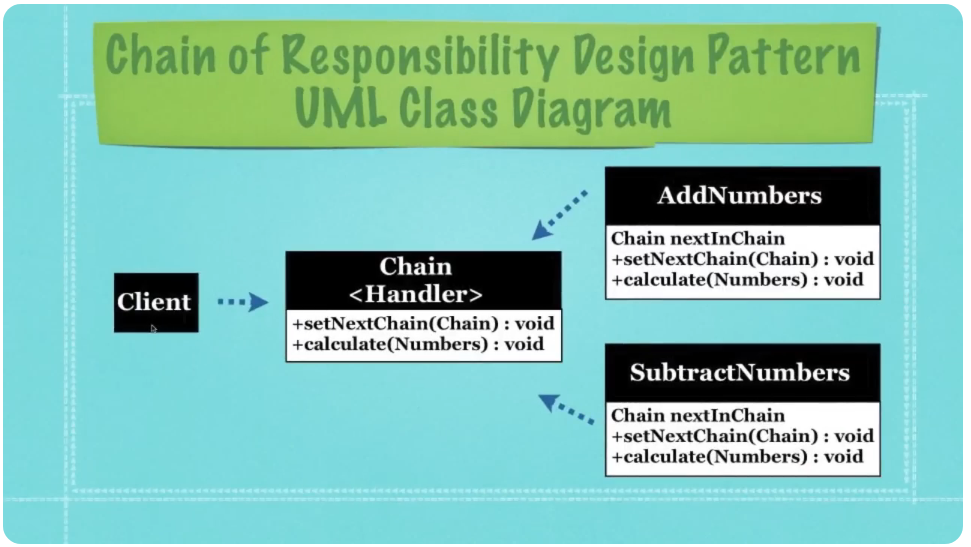 Chain of Responsibility Design Pattern
UML Class Diagram
Client
Chain
<Handler>
+setNextChain(Chain) : void
+calculate(Numbers) : void
AddNumbers
Chain nextInChain
+setNextChain(Chain) : void
+calculate(Numbers) : void
SubtractNumbers
Chain nextInChain
+setNextChain(Chain) : void
+calculate(Numbers) : void